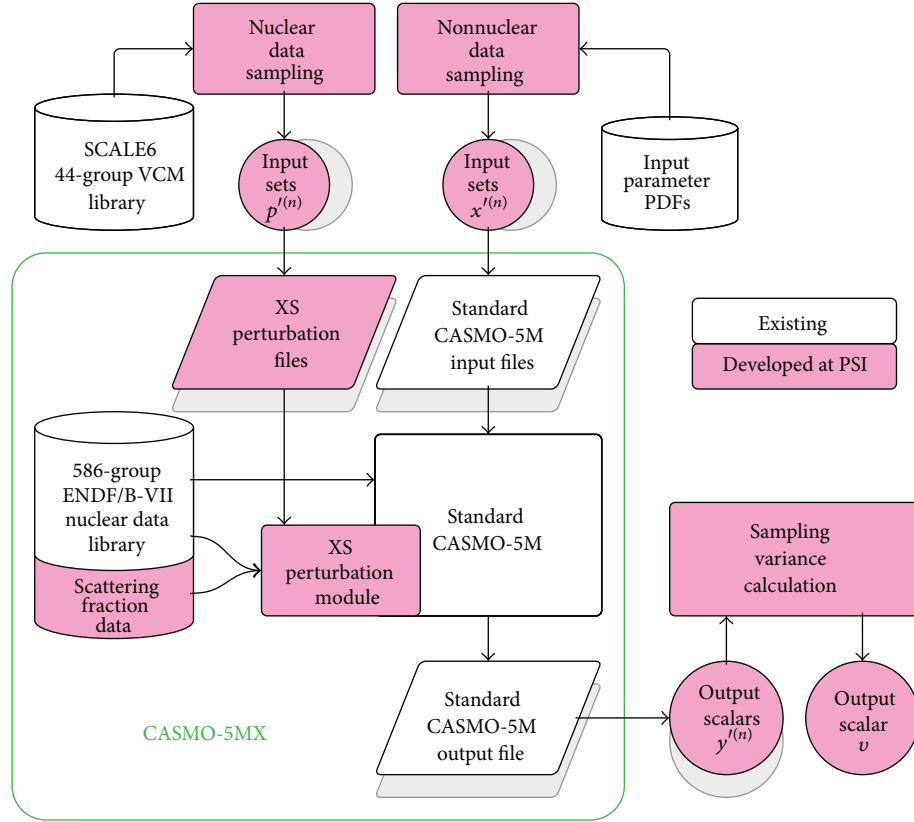 Nuclear
data
sampling
Nonnuclear
data
sampling
SCALE6
44-group VCM
library
Input
sets
p′(n)
Input
sets
x′(n)
Input
parameter
PDFs
XS
perturbation
files
Standard
CASMO-5M
input files
Existing
Developed at PSI
586-group
ENDF/B-VII
nuclear data
library
Scattering
fraction
data
XS
perturbation
module
Standard
CASMO-5M
Sampling
variance
calculation
Standard
CASMO-5M
output file
Output
scalars
y′(n)
Output
scalar
υ
CASMO-5MX